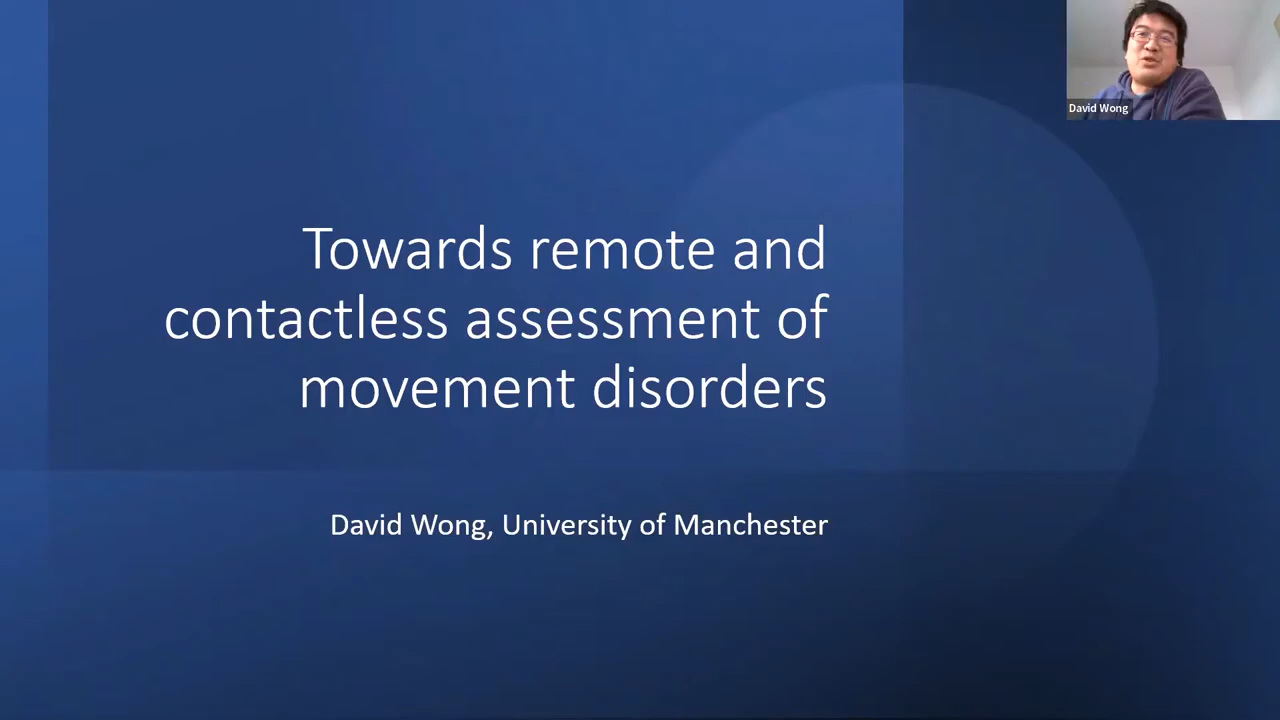 David Wong
Towards remote and
contactless assessment of
movement disorders
David Wong, University of Manchester